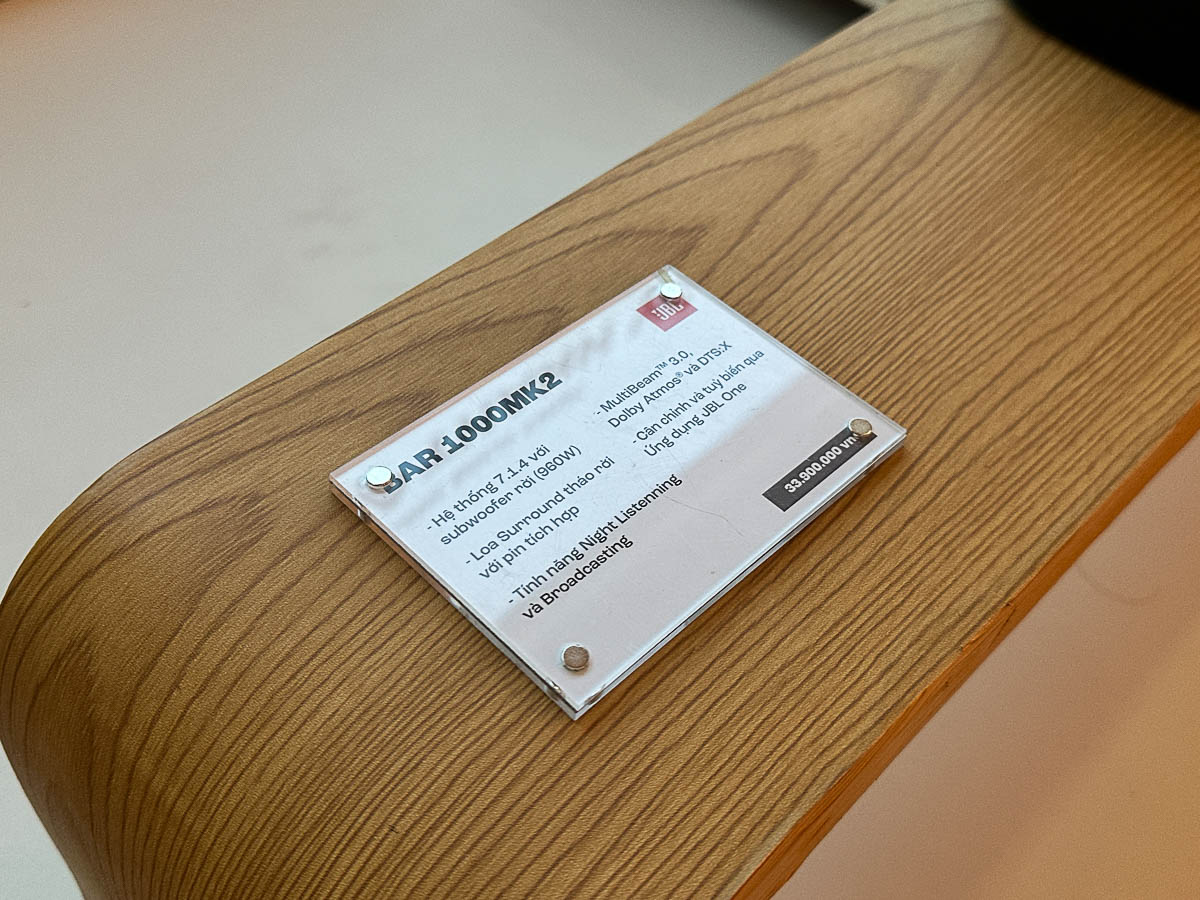 JBL
BAR 1000MK2
- Hệ thống 7.1.4 với
subwoofer rời (960W)
- Loa Surround tháo rời
với pin tích hợp
- Tính năng Night Listenning
và Broadcasting
- MultiBeam™ 3.0,
Dolby Atmos® và DTS:X
- Cân chỉnh và tuỳ biến qua
Ứng dụng JBL One
33.900.000 vnđ